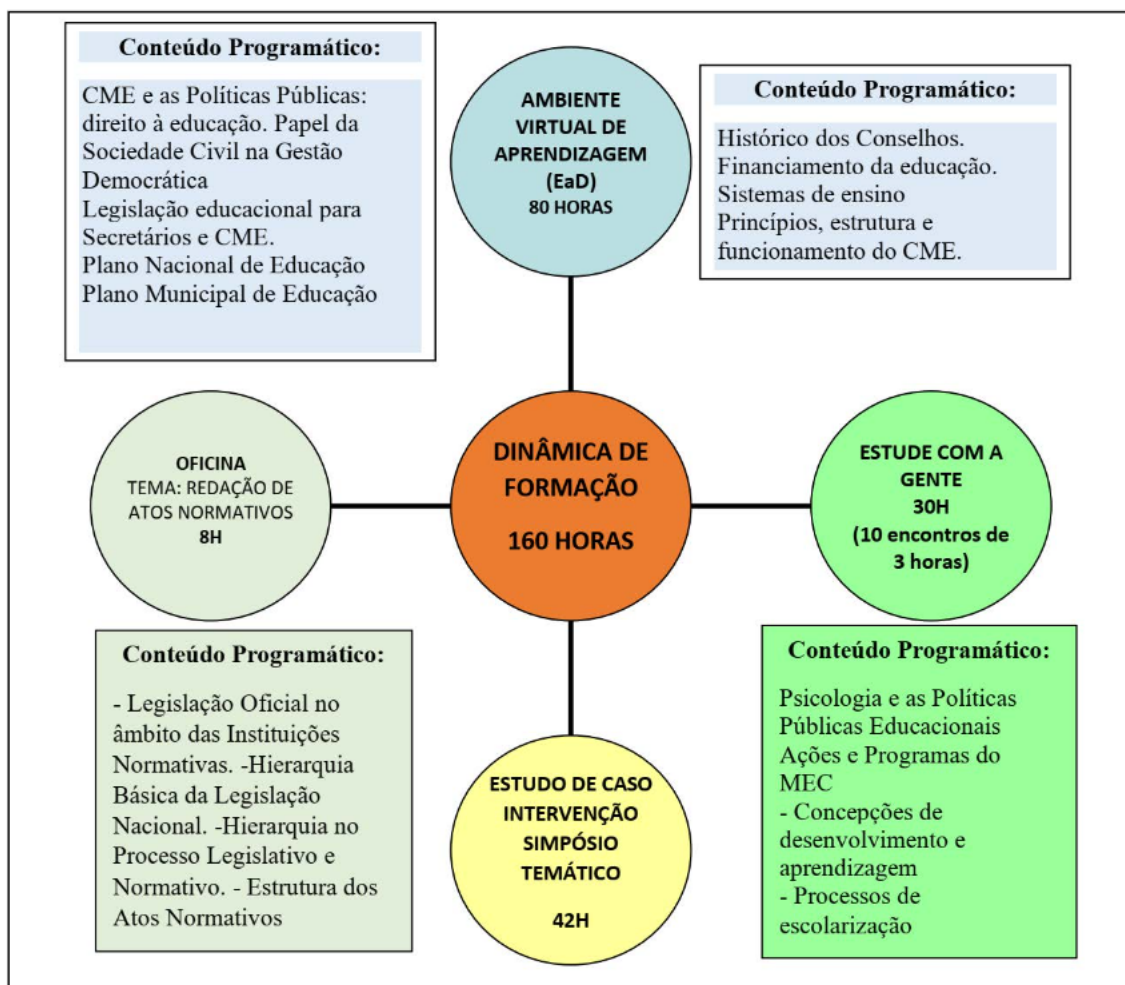 Conteúdo Programático:
CME e as Políticas Públicas:
direito à educação. Papel da
Sociedade Civil na Gestão
Democrática
Legislação educacional para
Secretários e CME.
Plano Nacional de Educação
Plano Municipal de Educação
AMBIENTE
VIRTUAL DE
APRENDIZAGEM
(EaD)
80 HORAS
Conteúdo Programático:
Histórico dos Conselhos.
Financiamento da educação.
Sistemas de ensino
Princípios, estrutura e
funcionamento do CME.
OFICINA
TEMA: REDAÇÃO DE
ATOS NORMATIVOS
8H
DINÂMICA DE
FORMAÇÃO
160 HORAS
ESTUDE COM A
GENTE
30H
(10 encontros de
3 horas)
Conteúdo Programático:
- Legislação Oficial no
âmbito das Instituições
Normativas. -Hierarquia
Básica da Legislação
Nacional. -Hierarquia no
Processo Legislativo e
Normativo. - Estrutura dos
Atos Normativos
ESTUDO DE CASO
INTERVENÇÃO
SIMPÓSIO
TEMÁTICO
42H
Conteúdo Programático:
Psicologia e as Políticas
Públicas Educacionais
Ações e Programas do
MEC
- Concepções de
desenvolvimento e
aprendizagem
- Processos de
escolarização